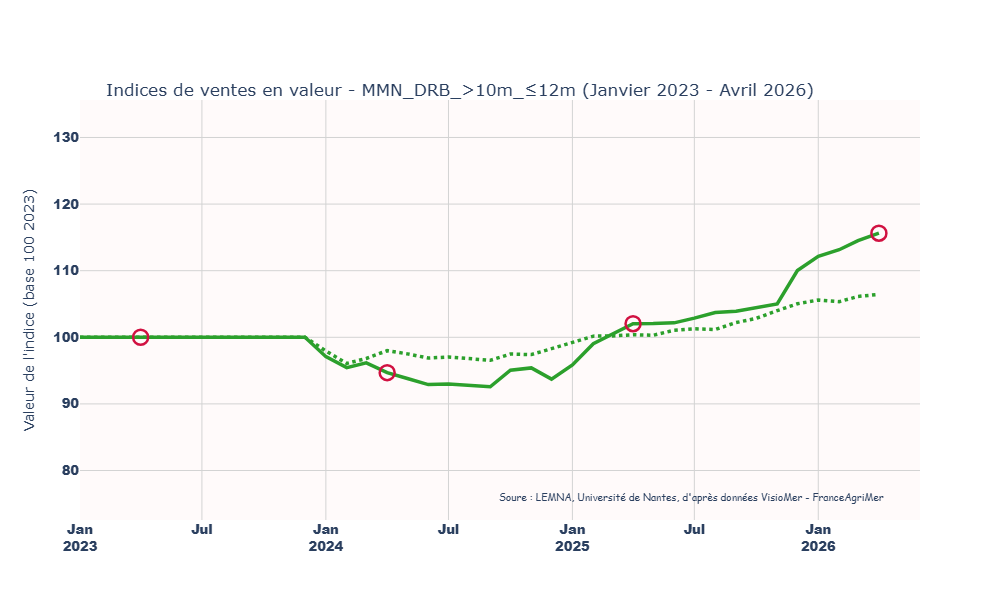 Indices de ventes en valeur - MMN_DRB_>10m_≤12m (Janvier 2023 - Avril 2026)
Valeur de l'Indice (base 100 2023)
130
120
110
100
90
80
Soure : LEMNA, Université de Nantes, d'après données VisioMer - FranceAgriMer
Jan
2023
Jul
Jan
2024
Jul
Jan
2025
Jul
Jan
2026